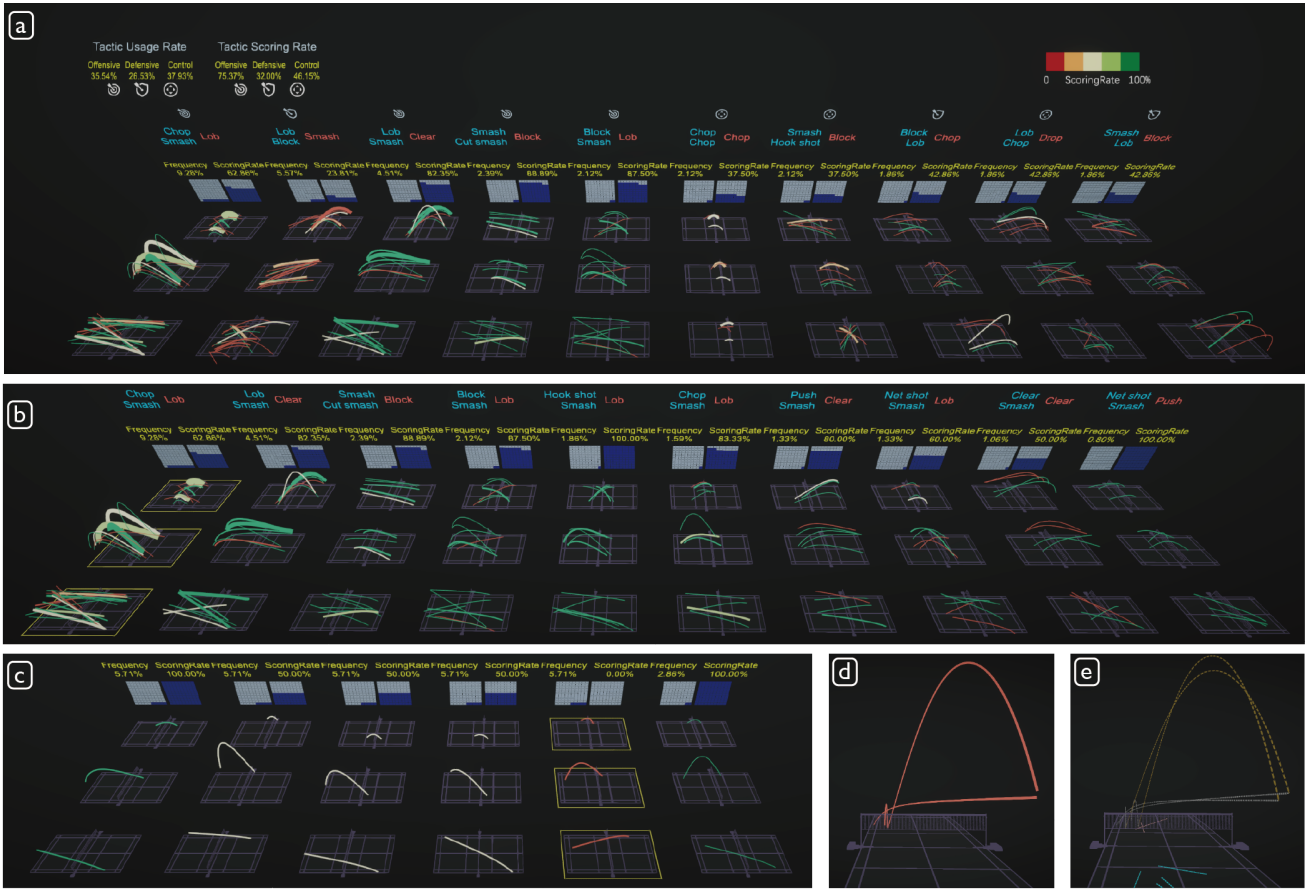 a
Tactic Usage Rate Tactic Scoring Rate
Offensive Defensive Control Offensive Defensive Control
35.54% 26.53% 37.93% 75.37% 32.00% 46.15%
0 ScoringRate 100%
Chop Smash Lob
Lob Block Smash
Lob Smash Clear
Smash Cut smash Block
Block Smash Lob
Chop Chop Chop
Smash Hook shot Block
Block Lob Chop
Lob Chop Drop
Smash Lob Block
Frequency ScoringRate Frequency ScoringRate Frequency ScoringRate Frequency ScoringRate Frequency ScoringRate Frequency ScoringRate Frequency ScoringRate Frequency ScoringRate Frequency ScoringRate Frequency ScoringRate
9.28% 62.86% 5.57% 23.81% 4.51% 82.35% 2.39% 88.89% 2.12% 87.50% 2.12% 37.50% 2.12% 37.50% 1.86% 42.86% 1.86% 42.86% 1.86% 42.86%
b
Chop Smash Lob
Lob Smash Clear
Smash Cut smash Block
Block Smash Lob
Hook shot Smash Lob
Chop Smash Lob
Push Smash Clear
Net shot Smash Lob
Clear Smash Clear
Net shot Smash Push
Frequency ScoringRate Frequency ScoringRate Frequency ScoringRate Frequency ScoringRate Frequency ScoringRate Frequency ScoringRate Frequency ScoringRate Frequency ScoringRate Frequency ScoringRate Frequency ScoringRate
9.28% 62.86% 4.51% 82.35% 2.39% 88.89% 2.12% 87.50% 1.86% 100.00% 1.59% 83.33% 1.33% 80.00% 1.33% 60.00% 1.06% 50.00% 0.80% 100.00%
c
Frequency ScoringRate Frequency ScoringRate Frequency ScoringRate Frequency ScoringRate Frequency ScoringRate Frequency ScoringRate
5.71% 100.00% 5.71% 50.00% 5.71% 50.00% 5.71% 50.00% 5.71% 0.00% 2.86% 100.00%
d
e